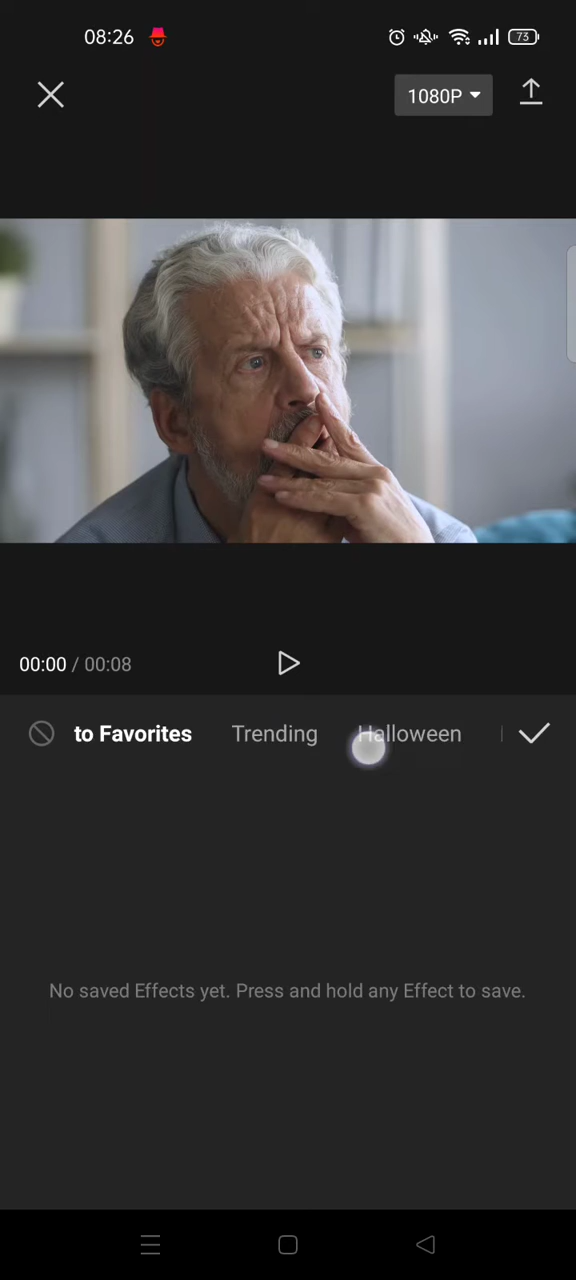 08:26
73
1080P
00:00 / 00:08
to Favorites Trending Halloween
No saved Effects yet. Press and hold any Effect to save.